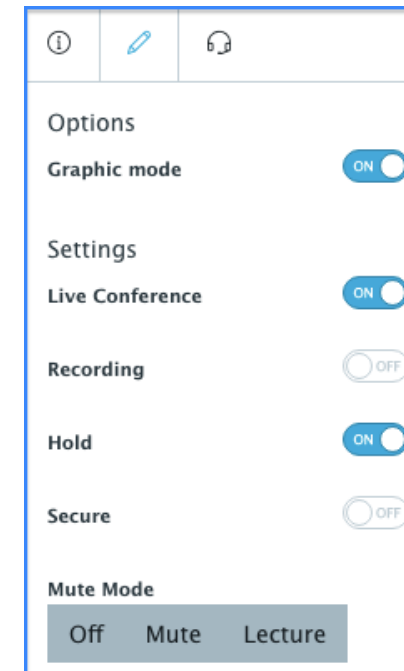 Options
Graphic mode ON
Settings
Live Conference ON
Recording OFF
Hold ON
Secure OFF
Mute Mode
Off Mute Lecture